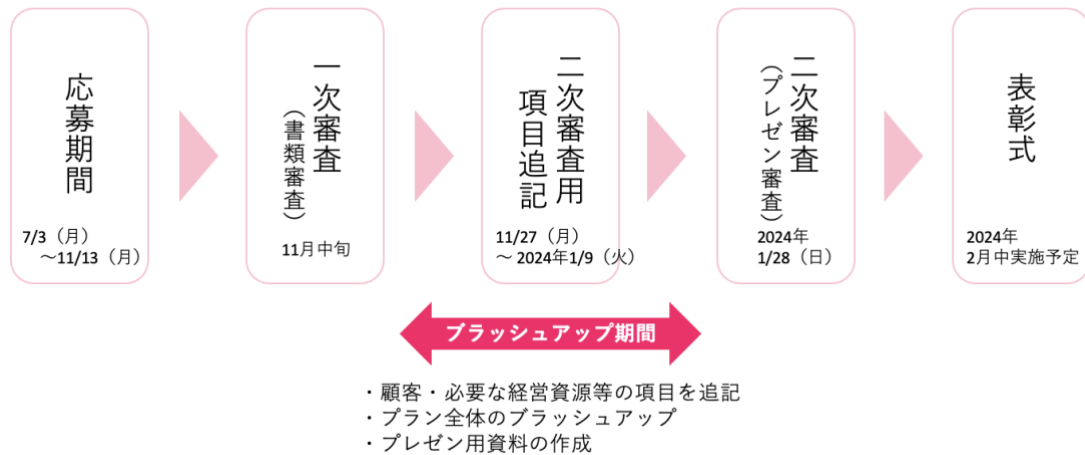 応募期間
7/3（月）
～11/13（月）
一次審査
（書類審査）
11月中旬
二次審査用
項目追記
11/27（月）
～ 2024年1/9（火）
二次審査
（プレゼン審査）
2024年
1/28（日）
表彰式
2024年
2月中実施予定
ブラッシュアップ期間
・顧客・必要な経営資源等の項目を追記
・プラン全体のブラッシュアップ
・プレゼン用資料の作成